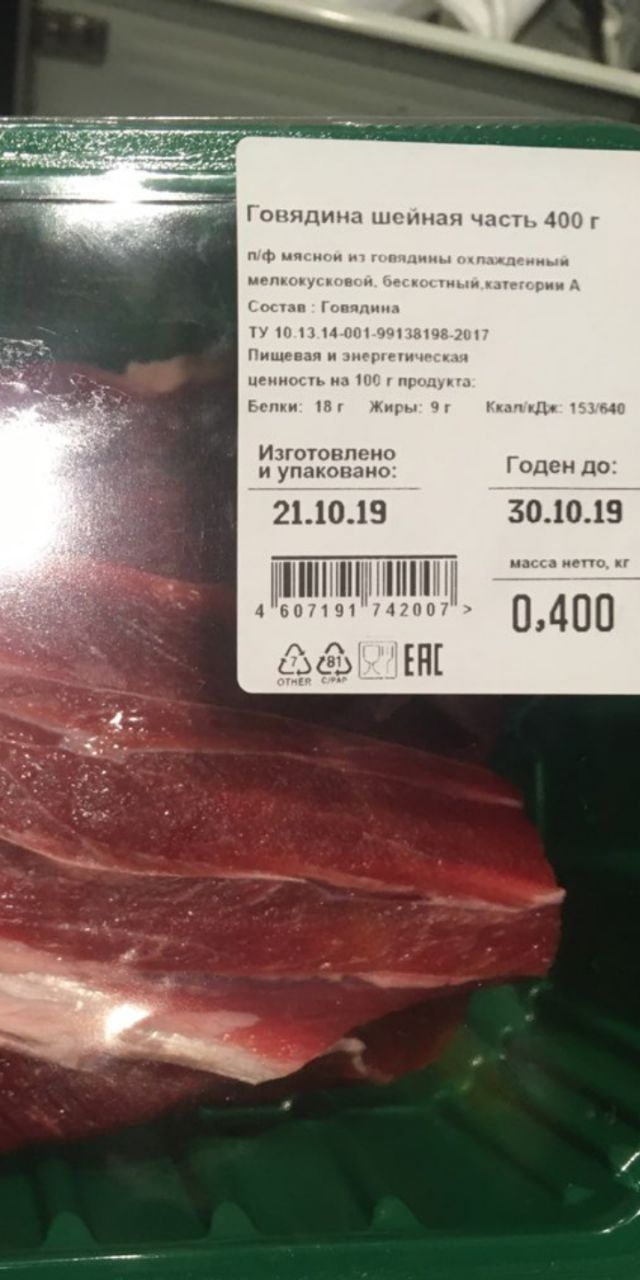 Говядина шейная часть 400 г
п/ф мясной из говядины охлажденный
мелкокусковой, бескостный,категории А
Состав : Говядина
ТУ 10.13.14-001-99138198-2017
Пищевая и энергетическая
ценность на 100 г продукта:
Белки: 18 г Жиры: 9 г Ккал/кДж: 153/640
Изготовлено
и упаковано:
Годен до:
21.10.19
30.10.19
масса нетто, кг
0,400
4 607191 742007 >
7 81
OTHER C/PAP EAC